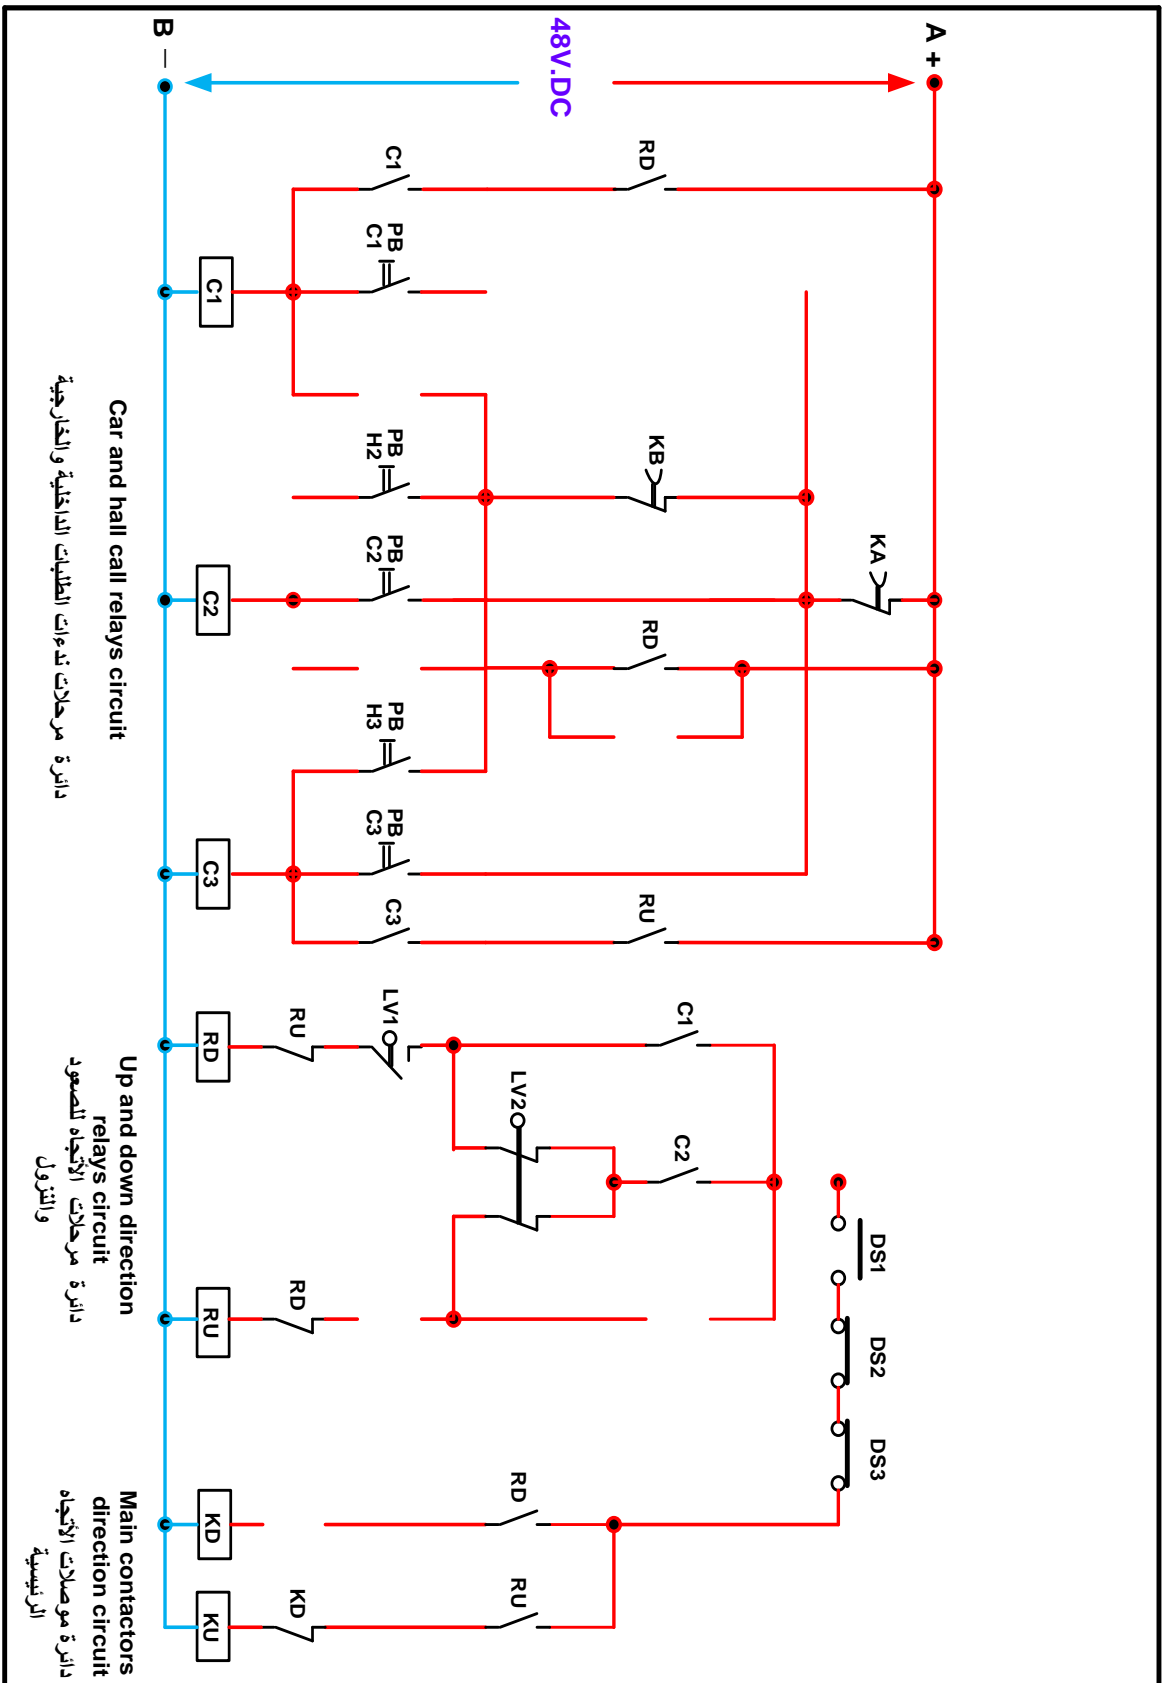 A +
48V.DC
B −
KA
RD
KB
RD
RU
C1
PB
C1
PB
H2
PB
C2
PB
H3
PB
C3
C3
C1
C2
C3
Car and hall call relays circuit
دائرة مرحلات ندءات الطلبات الداخلية والخارجية
C1
C2
LV2
LV1
RU
RD
RD
RU
Up and down direction
relays circuit
دائرة مرحلات الأتجاه للصعود
والنزول
DS1
DS2
DS3
RD
RU
KD
KD
KU
Main contactors
direction circuit
دائرة موصلات الأتجاه
الرئيسية